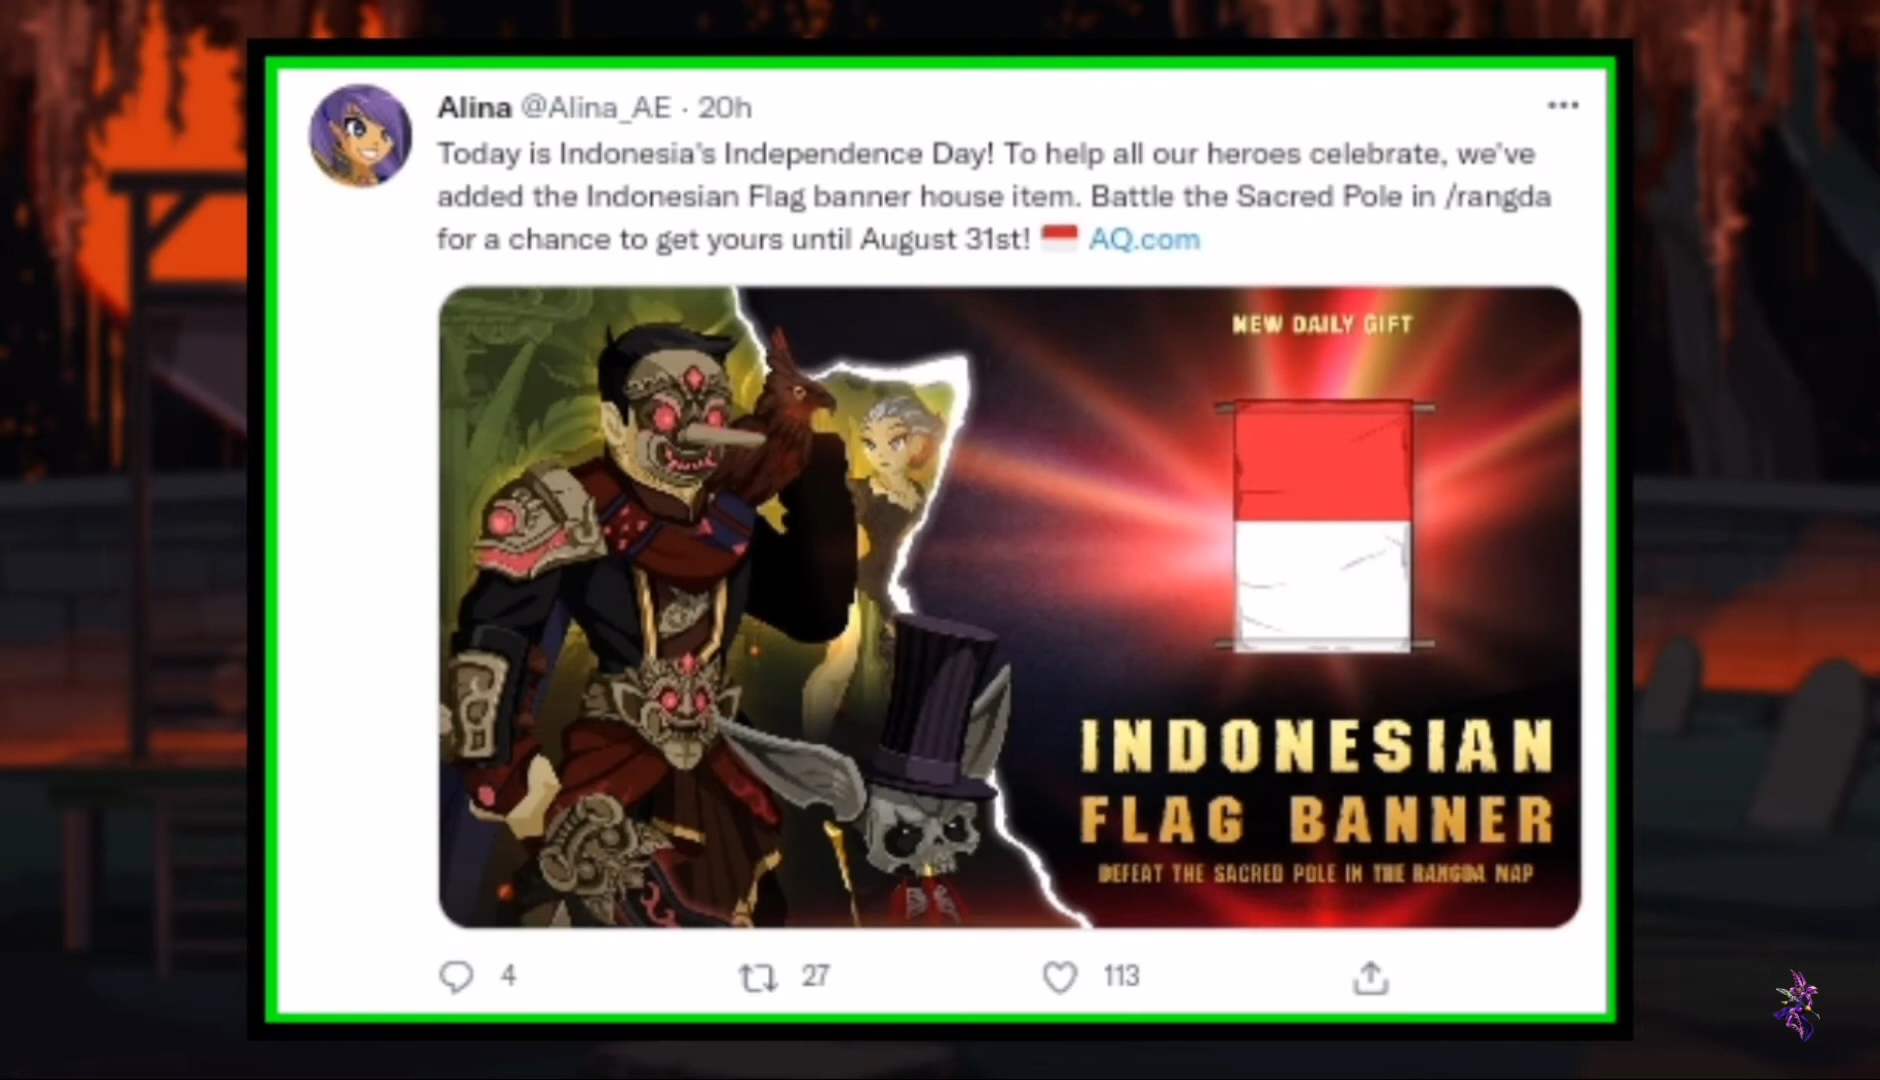 Alina @Alina_AE · 20h
Today is Indonesia's Independence Day! To help all our heroes celebrate, we've
added the Indonesian Flag banner house item. Battle the Sacred Pole in /rangda
for a chance to get yours until August 31st! 🇮🇩 AQ.com
NEW DAILY GIFT
INDONESIAN
FLAG BANNER
DEFEAT THE SACRED POLE IN THE RANGDA MAP
4 27 113